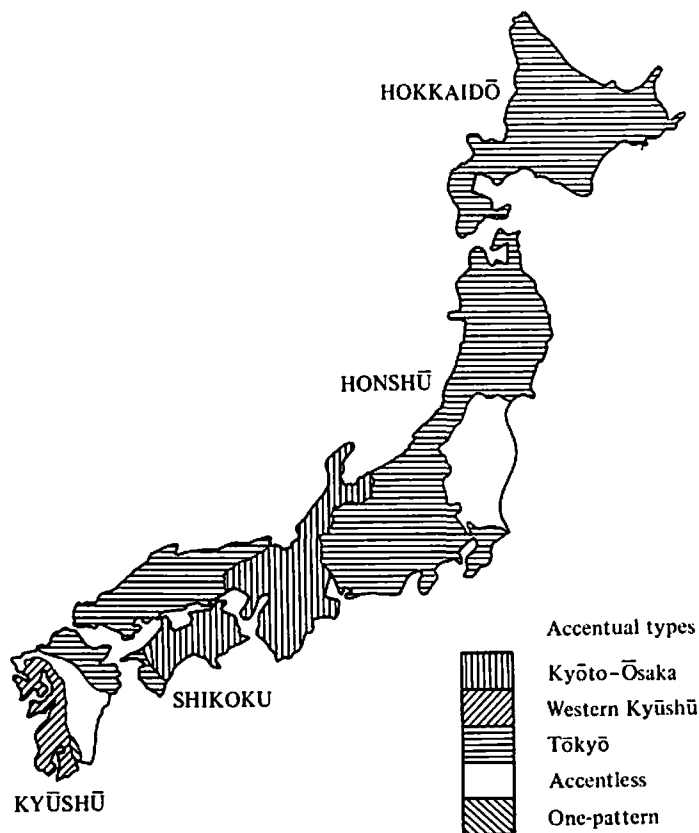 HOKKAIDŌ
HONSHŪ
SHIKOKU
KYŪSHŪ
Accentual types
Kyōto-Ōsaka
Western Kyūshū
Tōkyō
Accentless
One-pattern